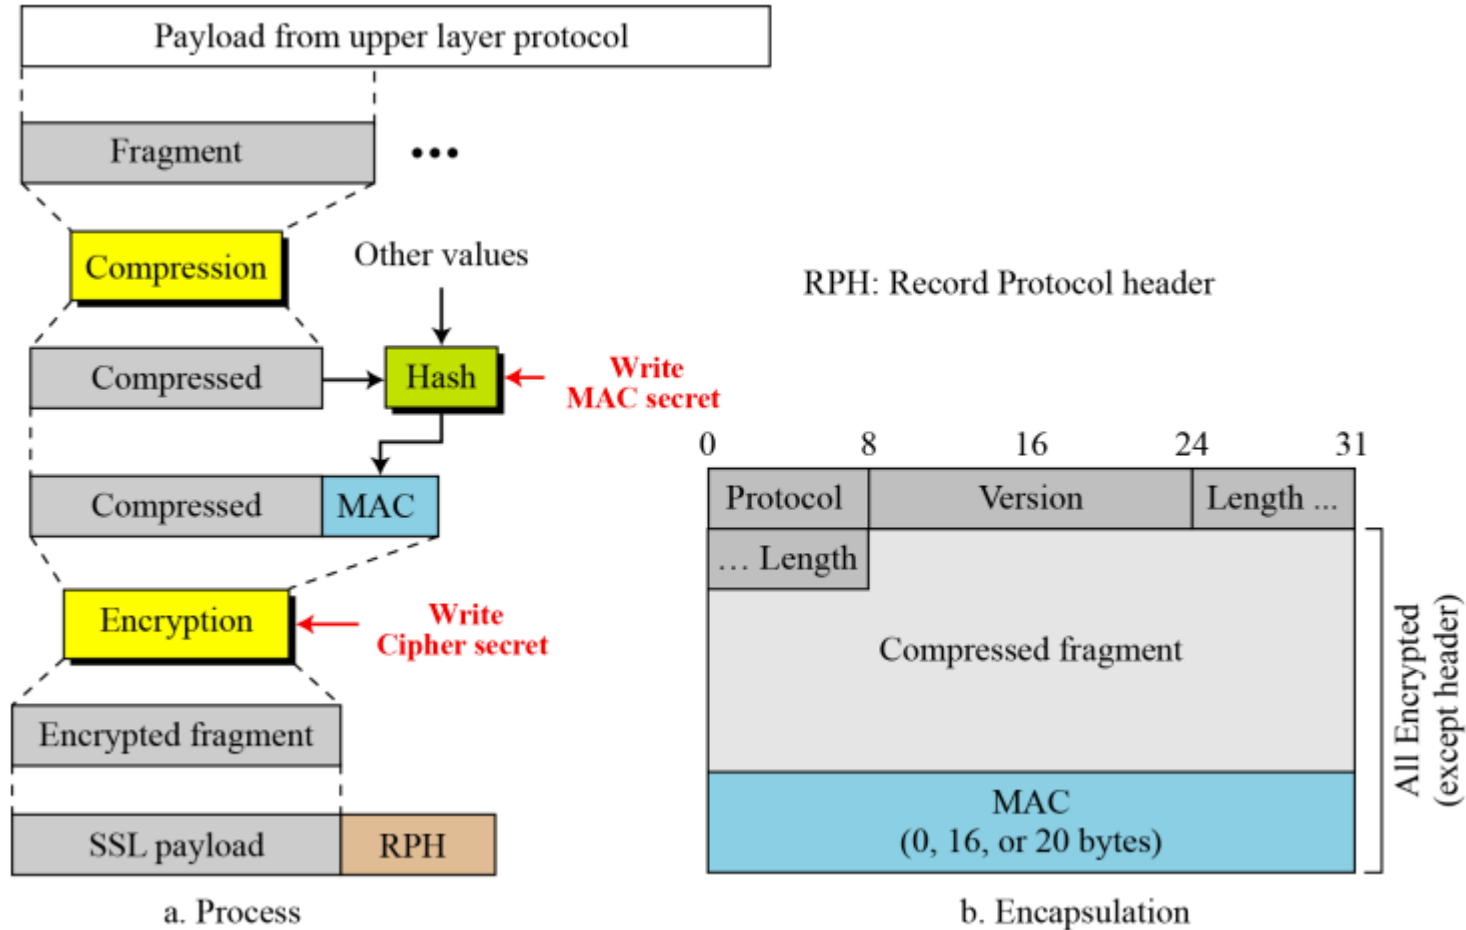 Payload from upper layer protocol
Fragment
•••
Compression
Other values
RPH: Record Protocol header
Compressed
Hash
Write
MAC secret
Compressed
MAC
Encryption
Write
Cipher secret
Encrypted fragment
SSL payload
RPH
a. Process
0 8 16 24 31
Protocol
Version
Length ...
... Length
Compressed fragment
MAC
(0, 16, or 20 bytes)
All Encrypted
(except header)
b. Encapsulation